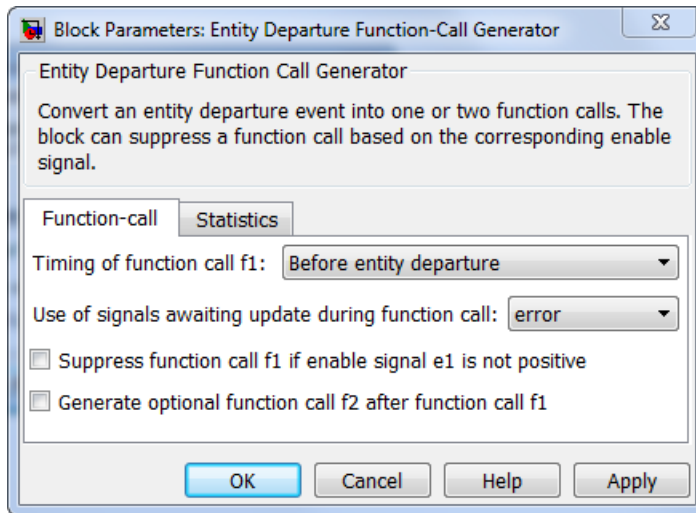 Block Parameters: Entity Departure Function-Call Generator
Entity Departure Function Call Generator
Convert an entity departure event into one or two function calls. The
block can suppress a function call based on the corresponding enable
signal.
Function-call Statistics
Timing of function call f1: Before entity departure
Use of signals awaiting update during function call: error
Suppress function call f1 if enable signal e1 is not positive
Generate optional function call f2 after function call f1
OK Cancel Help Apply